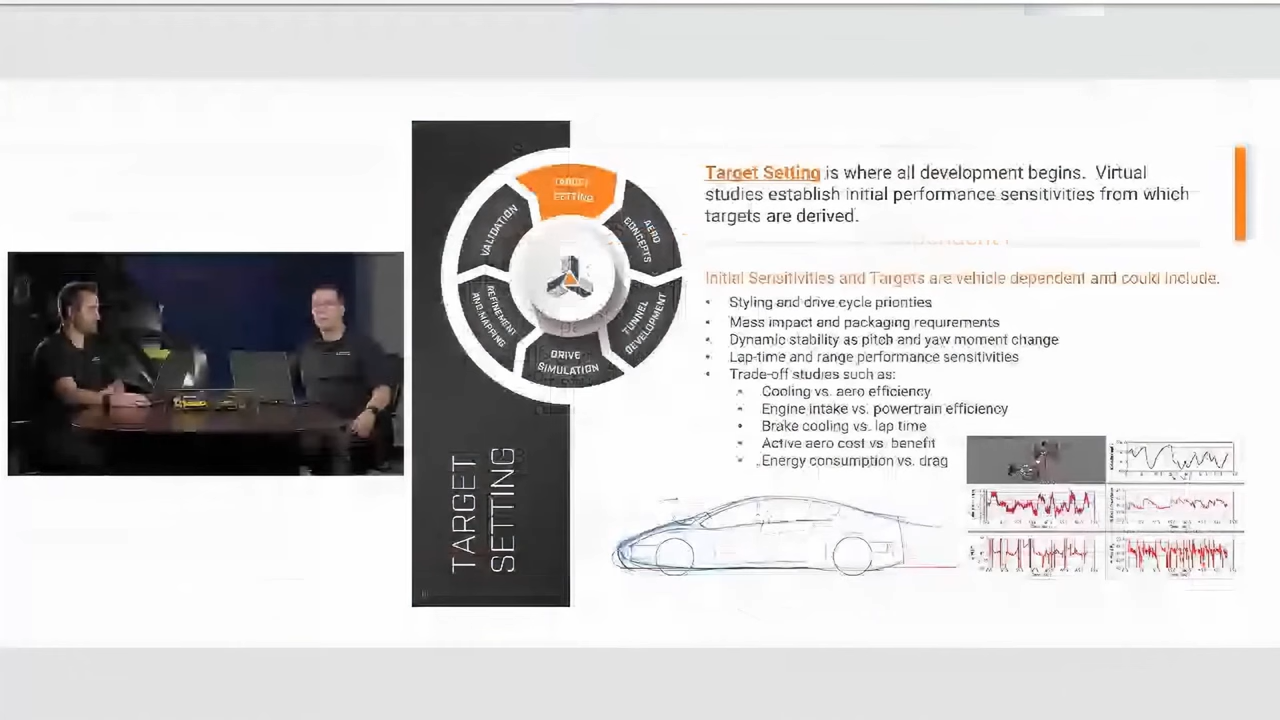 TARGET
SETTING
AERO
CONCEPTS
TUNNEL
DEVELOPMENT
DRIVE
SIMULATION
REFINEMENT
AND MAPPING
VALIDATION
TARGET
SETTING
Target Setting is where all development begins. Virtual
studies establish initial performance sensitivities from which
targets are derived.
Initial Sensitivities and Targets are vehicle dependent and could include.
• Styling and drive cycle priorities
• Mass impact and packaging requirements
• Dynamic stability as pitch and yaw moment change
• Lap-time and range performance sensitivities
• Trade-off studies such as:
• Cooling vs. aero efficiency
• Engine intake vs. powertrain efficiency
• Brake cooling vs. lap time
• Active aero cost vs. benefit
• Energy consumption vs. drag